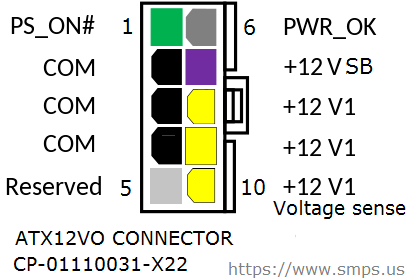 PS_ON# 1 6 PWR_OK
COM +12 V SB
COM +12 V1
COM +12 V1
Reserved 5 10 +12 V1
Voltage sense
ATX12VO CONNECTOR
CP-01110031-X22
https://www.smps.us